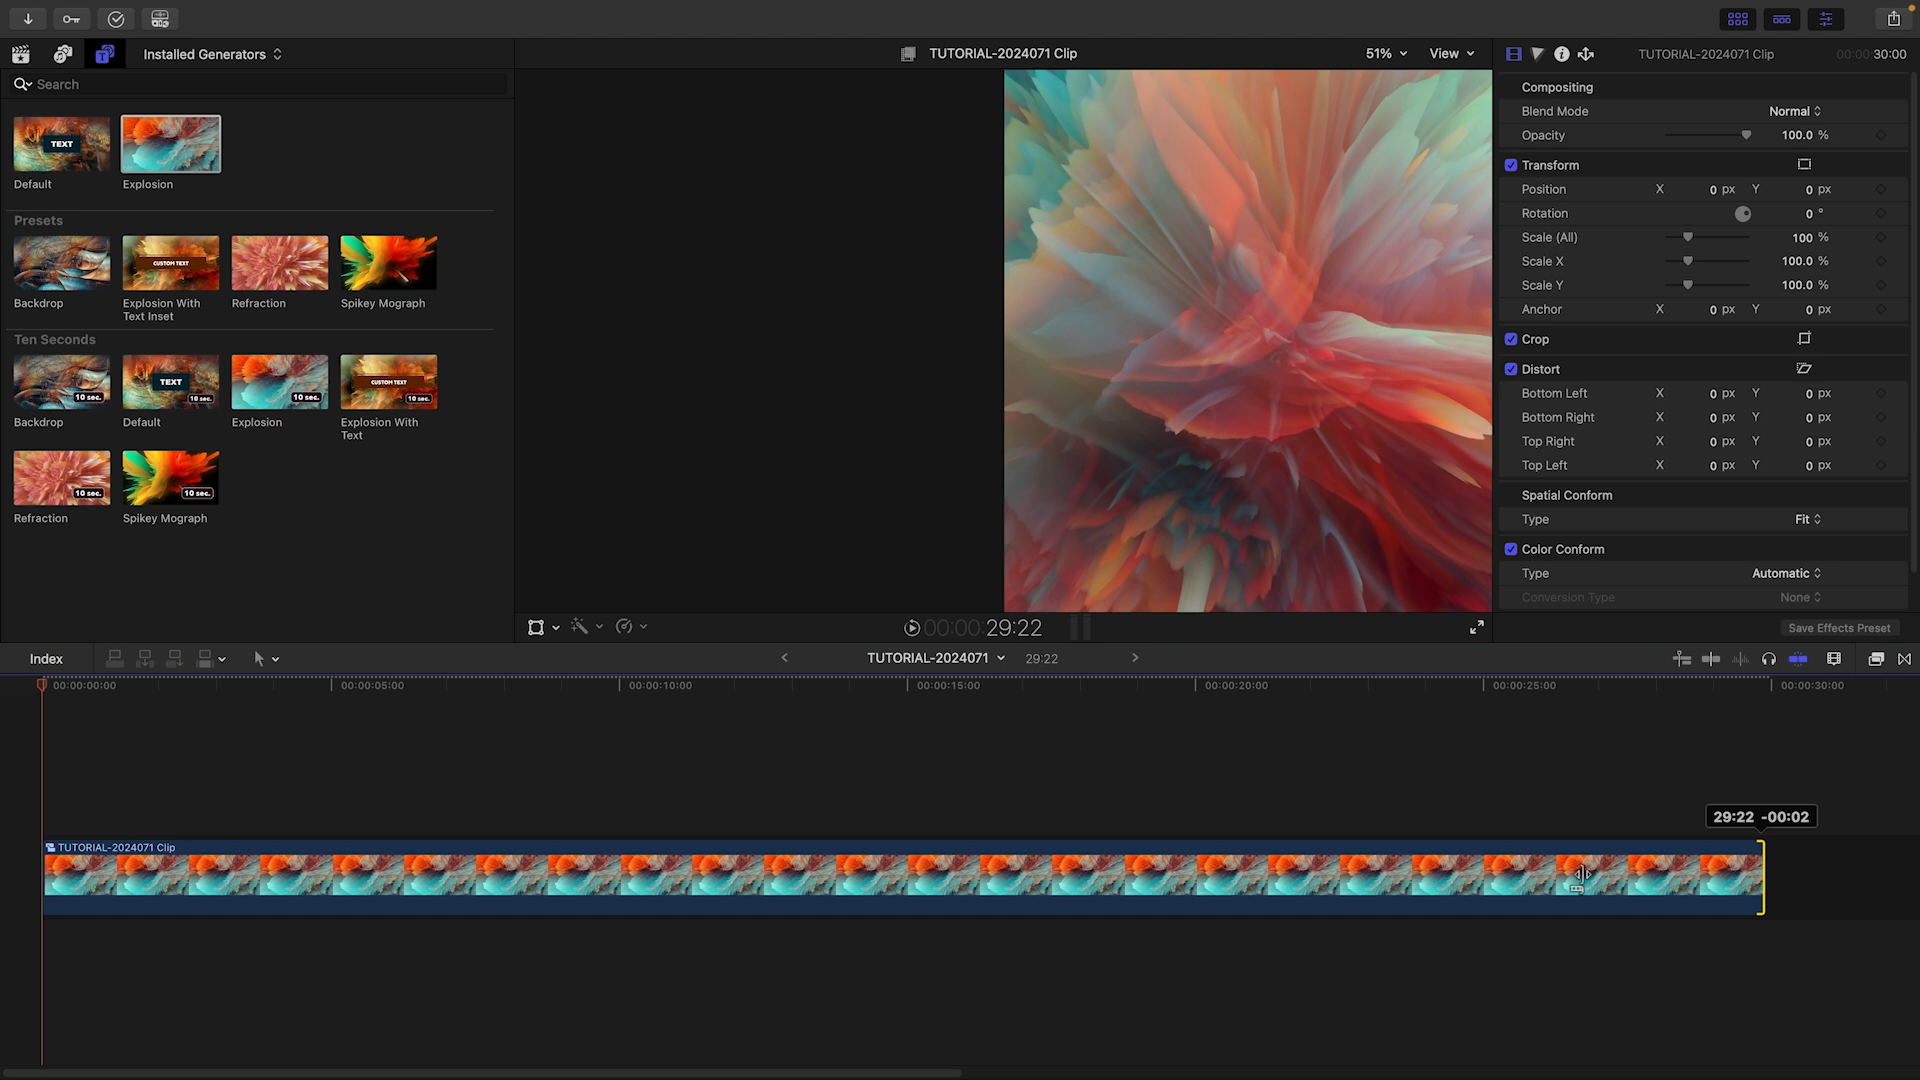 Installed Generators
TUTORIAL-2024071 Clip
51%
View
TUTORIAL-2024071 Clip
00:00:30:00
Search
TEXT
Default
Explosion
Presets
CUSTOM TEXT
Backdrop
Explosion With Text Inset
Refraction
Spikey Mograph
Ten Seconds
10 sec.
TEXT
10 sec.
10 sec.
CUSTOM TEXT
10 sec.
Backdrop
Default
Explosion
Explosion With Text
10 sec.
10 sec.
Refraction
Spikey Mograph
Compositing
Blend Mode Normal
Opacity 100.0 %
Transform
Position X 0 px Y 0 px
Rotation 0 °
Scale (All) 100 %
Scale X 100.0 %
Scale Y 100.0 %
Anchor X 0 px Y 0 px
Crop
Distort
Bottom Left X 0 px Y 0 px
Bottom Right X 0 px Y 0 px
Top Right X 0 px Y 0 px
Top Left X 0 px Y 0 px
Spatial Conform
Type Fit
Color Conform
Type Automatic
Conversion Type None
Save Effects Preset
00:00:29:22
Index
TUTORIAL-2024071
29:22
00:00:00:00
00:00:05:00
00:00:10:00
00:00:15:00
00:00:20:00
00:00:25:00
00:00:30:00
29:22 -00:02
TUTORIAL-2024071 Clip